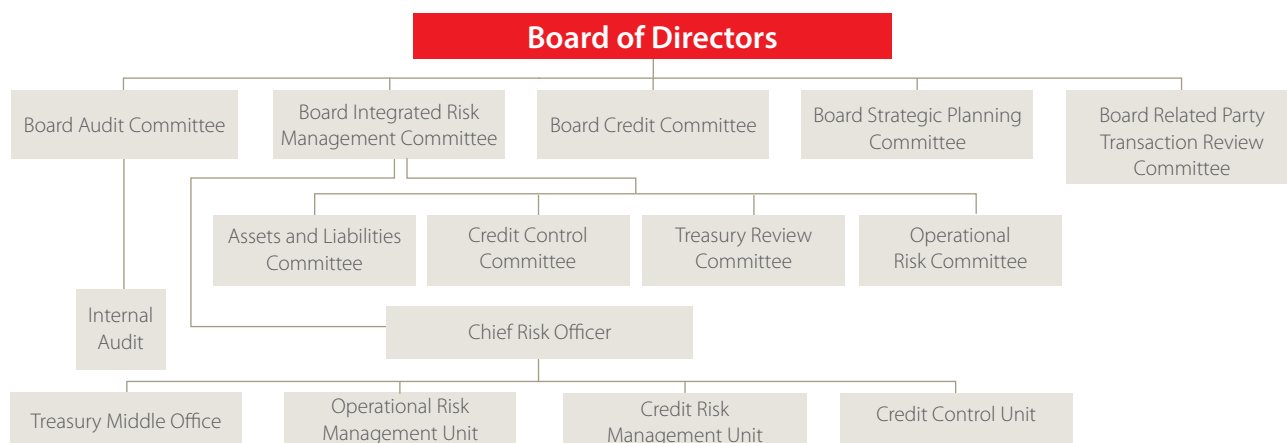 Board of Directors
Board Audit Committee
Board Integrated Risk
Management Committee
Board Credit Committee
Board Strategic Planning
Committee
Board Related Party
Transaction Review
Committee
Assets and Liabilities
Committee
Credit Control
Committee
Treasury Review
Committee
Operational
Risk Committee
Internal
Audit
Chief Risk Officer
Treasury Middle Office
Operational Risk
Management Unit
Credit Risk
Management Unit
Credit Control Unit